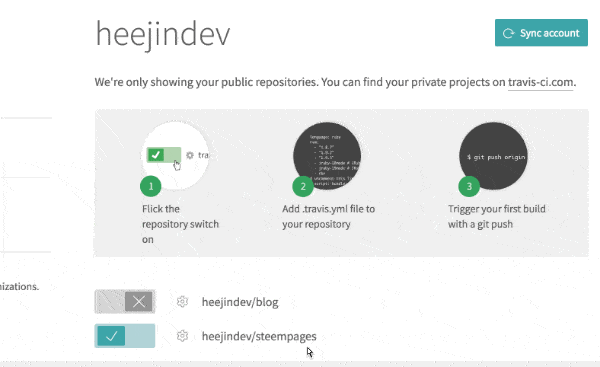 heejindev
Sync account
We're only showing your public repositories. You can find your private projects on travis-ci.com.
tra
$ git push origin
1
2
3
Flick the
repository switch
on
Add .travis.yml file to
your repository
Trigger your first build
with a git push
nizations.
heejindev/blog
heejindev/steempages